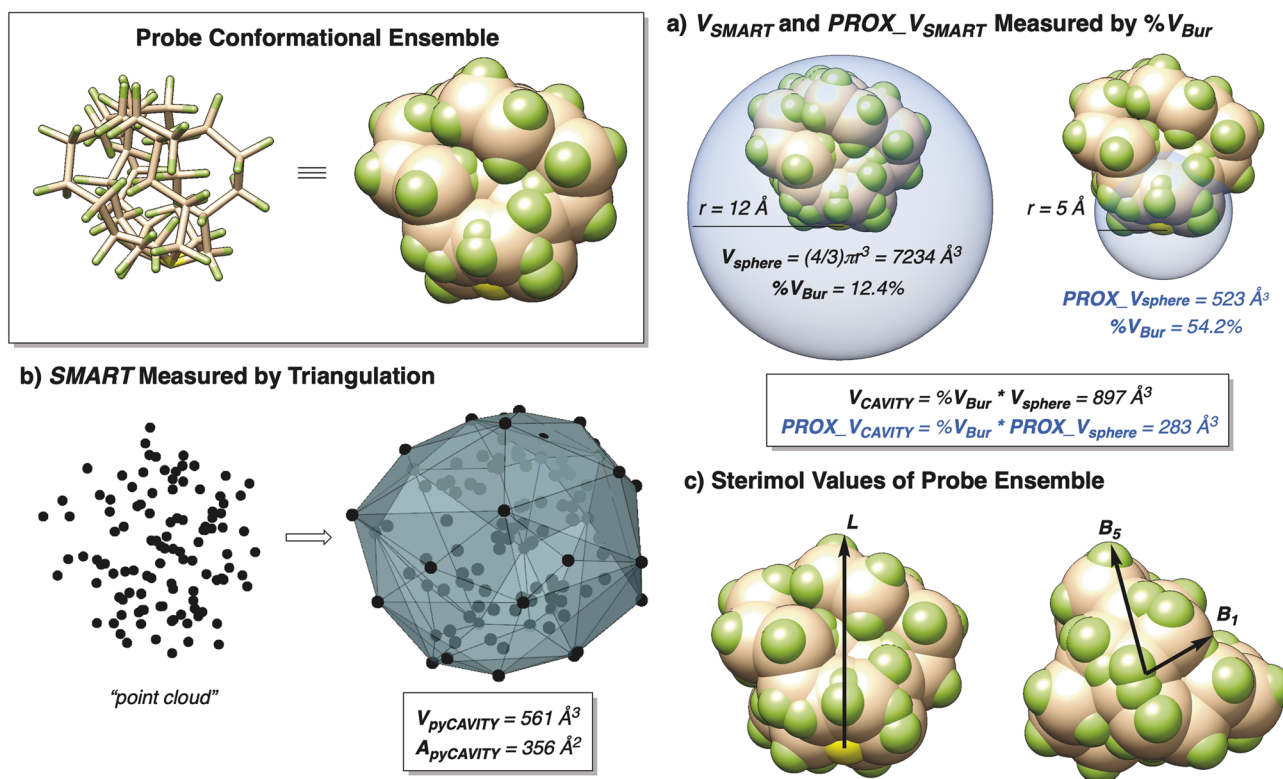 Probe Conformational Ensemble
a) V_SMART and PROX_V_SMART Measured by %V_Bur
r = 12 Å
V_sphere = (4/3)πr³ = 7234 Å³
%V_Bur = 12.4%
r = 5 Å
PROX_V_sphere = 523 Å³
%V_Bur = 54.2%
V_CAVITY = %V_Bur * V_sphere = 897 Å³
PROX_V_CAVITY = %V_Bur * PROX_V_sphere = 283 Å³
b) SMART Measured by Triangulation
"point cloud"
V_pyCAVITY = 561 Å³
A_pyCAVITY = 356 Å²
c) Sterimol Values of Probe Ensemble
L
B₅
B₁